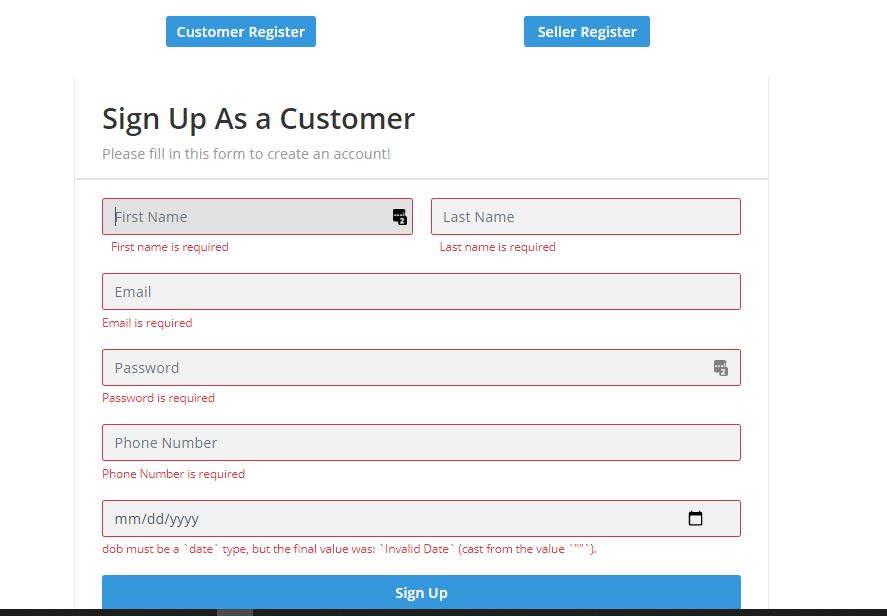 Customer Register Seller Register
Sign Up As a Customer
Please fill in this form to create an account!
First Name Last Name
First name is required Last name is required
Email
Email is required
Password
Password is required
Phone Number
Phone Number is required
mm/dd/yyyy
dob must be a `date` type, but the final value was: `Invalid Date` (cast from the value `""`).
Sign Up